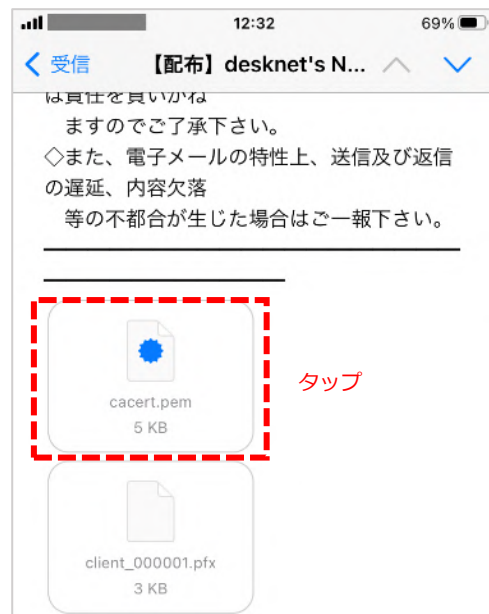 12:32
69%
受信
【配布】desknet's N...
は責任を負いかね
ますのでご了承下さい。
◇また、電子メールの特性上、送信及び返信
の遅延、内容欠落
等の不都合が生じた場合はご一報下さい。
cacert.pem
5 KB
タップ
client_000001.pfx
3 KB